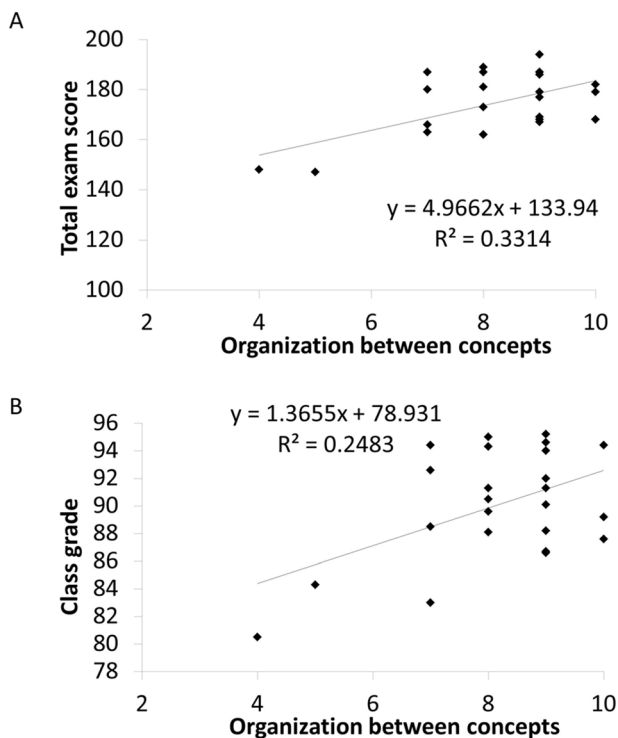 A
Total exam score
200
180
160
140
120
100
y = 4.9662x + 133.94
R² = 0.3314
2 4 6 8 10
Organization between concepts
B
Class grade
96
94
92
90
88
86
84
82
80
78
y = 1.3655x + 78.931
R² = 0.2483
2 4 6 8 10
Organization between concepts